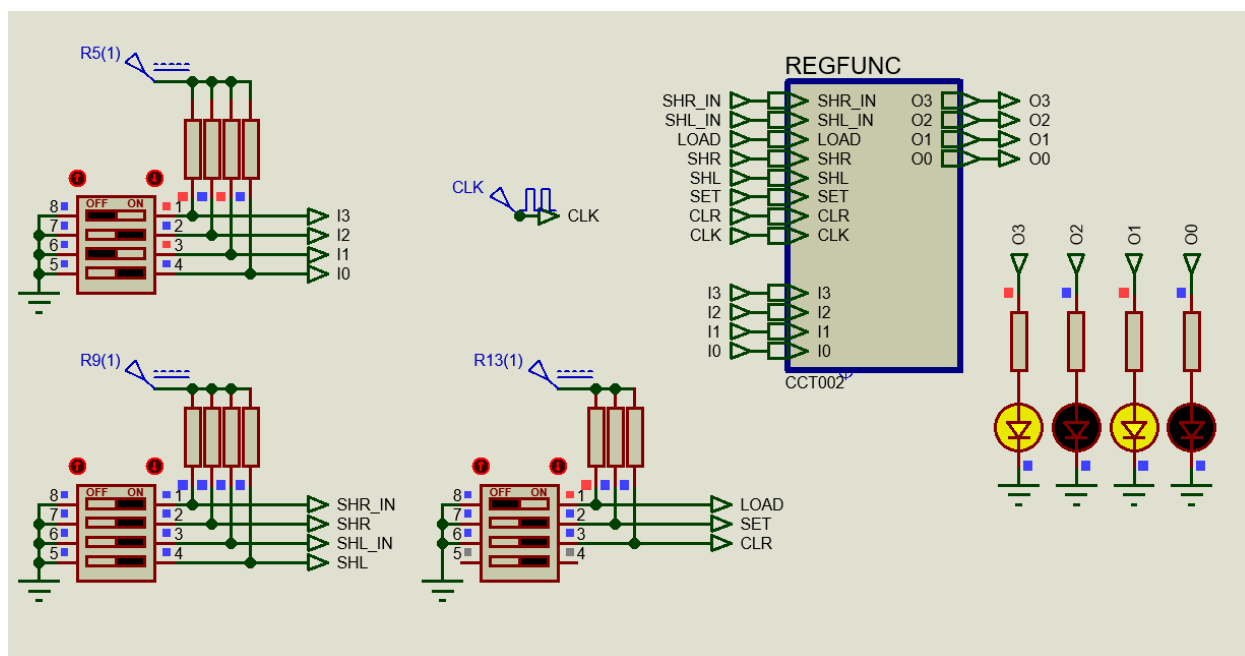 R5(1)
8 OFF ON 1 I3
7 2 I2
6 3 I1
5 4 I0
CLK
CLK
REGFUNC
SHR_IN SHR_IN O3 O3
SHL_IN SHL_IN O2 O2
LOAD LOAD O1 O1
SHR SHR O0 O0
SHL SHL
SET SET
CLR CLR
CLK CLK
I3 I3
I2 I2
I1 I1
I0 I0
CCT002
O3 O2 O1 O0
R9(1)
8 OFF ON 1 SHR_IN
7 2 SHR
6 3 SHL_IN
5 4 SHL
R13(1)
8 OFF ON 1 LOAD
7 2 SET
6 3 CLR
5 4